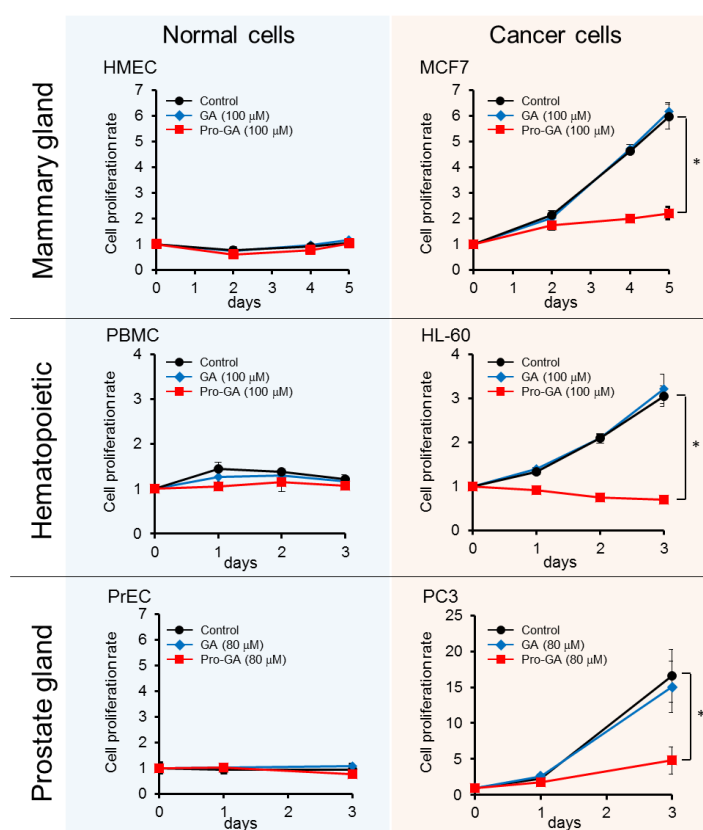 Normal cells
Cancer cells
Mammary gland
HMEC
7
6
5
4
3
2
1
0
Cell proliferation rate
Control
GA (100 μM)
Pro-GA (100 μM)
0 1 2 3 4 5
days
MCF7
7
6
5
4
3
2
1
0
Cell proliferation rate
Control
GA (100 μM)
Pro-GA (100 μM)
*
0 1 2 3 4 5
days
Hematopoietic
PBMC
4
3
2
1
0
Cell proliferation rate
Control
GA (100 μM)
Pro-GA (100 μM)
0 1 2 3
days
HL-60
4
3
2
1
0
Cell proliferation rate
Control
GA (100 μM)
Pro-GA (100 μM)
*
0 1 2 3
days
Prostate gland
PrEC
7
6
5
4
3
2
1
0
Cell proliferation rate
Control
GA (80 μM)
Pro-GA (80 μM)
0 1 2 3
days
PC3
25
20
15
10
5
0
Cell proliferation rate
Control
GA (80 μM)
Pro-GA (80 μM)
*
0 1 2 3
days